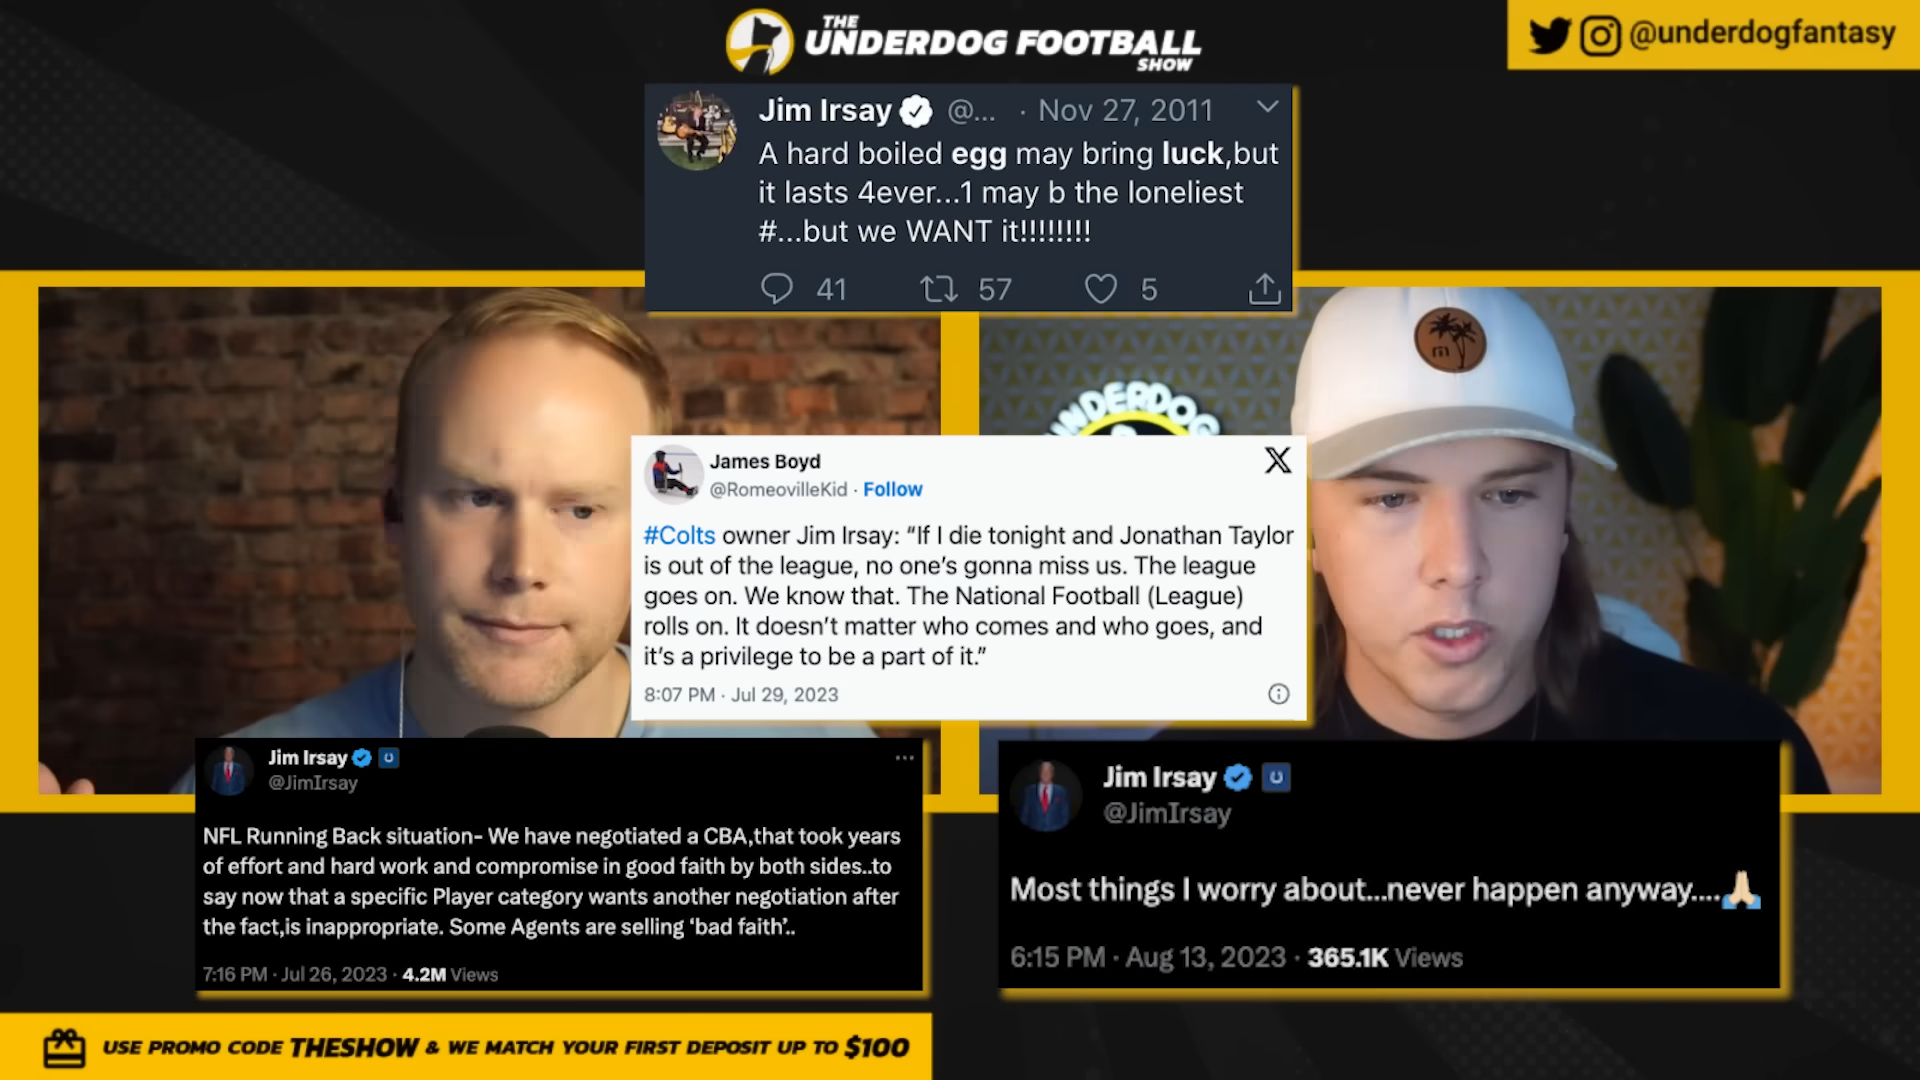 THE
UNDERDOG FOOTBALL
SHOW
@underdogfantasy
Jim Irsay @... · Nov 27, 2011
A hard boiled egg may bring luck,but
it lasts 4ever...1 may b the loneliest
#...but we WANT it!!!!!!!!
41 57 5
UNDERDOG
James Boyd
@RomeovilleKid · Follow
#Colts owner Jim Irsay: “If I die tonight and Jonathan Taylor
is out of the league, no one’s gonna miss us. The league
goes on. We know that. The National Football (League)
rolls on. It doesn’t matter who comes and who goes, and
it’s a privilege to be a part of it.”
8:07 PM · Jul 29, 2023
Jim Irsay
@JimIrsay
NFL Running Back situation- We have negotiated a CBA,that took years
of effort and hard work and compromise in good faith by both sides..to
say now that a specific Player category wants another negotiation after
the fact,is inappropriate. Some Agents are selling ‘bad faith’..
7:16 PM · Jul 26, 2023 · 4.2M Views
Jim Irsay
@JimIrsay
Most things I worry about...never happen anyway....🙏🏼
6:15 PM · Aug 13, 2023 · 365.1K Views
USE PROMO CODE THESHOW & WE MATCH YOUR FIRST DEPOSIT UP TO $100